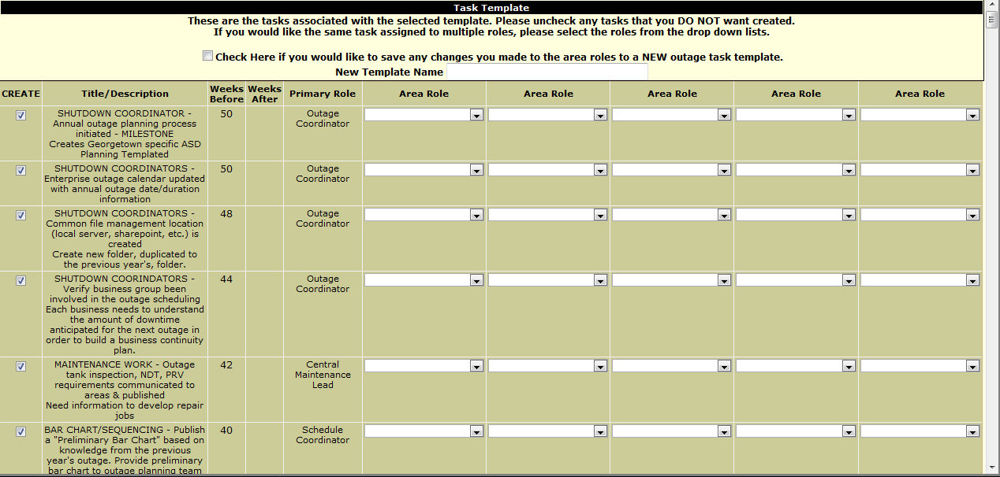 Task Template
These are the tasks associated with the selected template. Please uncheck any tasks that you DO NOT want created.
If you would like the same task assigned to multiple roles, please select the roles from the drop down lists.
Check Here if you would like to save any changes you made to the area roles to a NEW outage task template.
New Template Name
CREATE Title/Description Weeks Before Weeks After Primary Role Area Role Area Role Area Role Area Role Area Role
SHUTDOWN COORDINATOR - 50 Outage
Annual outage planning process Coordinator
initiated - MILESTONE
Creates Georgetown specific ASD
Planning Templated
SHUTDOWN COORDINATORS - 50 Outage
Enterprise outage calendar updated Coordinator
with annual outage date/duration
information
SHUTDOWN COORDINATORS - 48 Outage
Common file management location Coordinator
(local server, sharepoint, etc.) is
created
Create new folder, duplicated to
the previous year's, folder.
SHUTDOWN COORINDATORS - 44 Outage
Verify business group been Coordinator
involved in the outage scheduling
Each business needs to understand
the amount of downtime
anticipated for the next outage in
order to build a business continuity
plan.
MAINTENANCE WORK - Outage 42 Central
tank inspection, NDT, PRV Maintenance
requirements communicated to Lead
areas & published
Need information to develop repair
jobs
BAR CHART/SEQUENCING - Publish 40 Schedule
a "Preliminary Bar Chart" based on Coordinator
knowledge from the previous
year's outage. Provide preliminary
bar chart to outage planning team